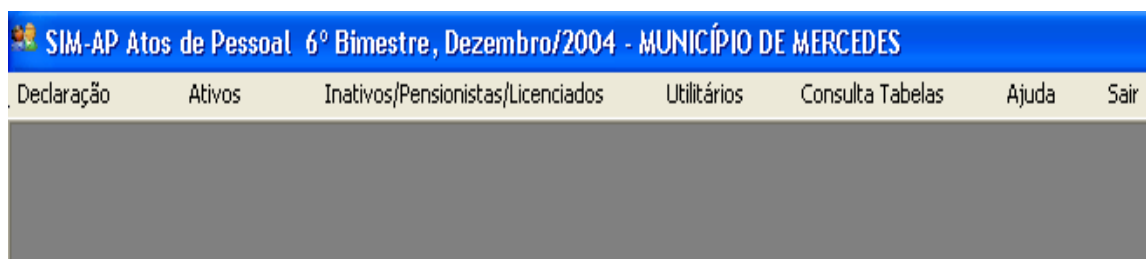 SIM-AP Atos de Pessoal 6º Bimestre, Dezembro/2004 - MUNICÍPIO DE MERCEDES
Declaração Ativos Inativos/Pensionistas/Licenciados Utilitários Consulta Tabelas Ajuda Sair